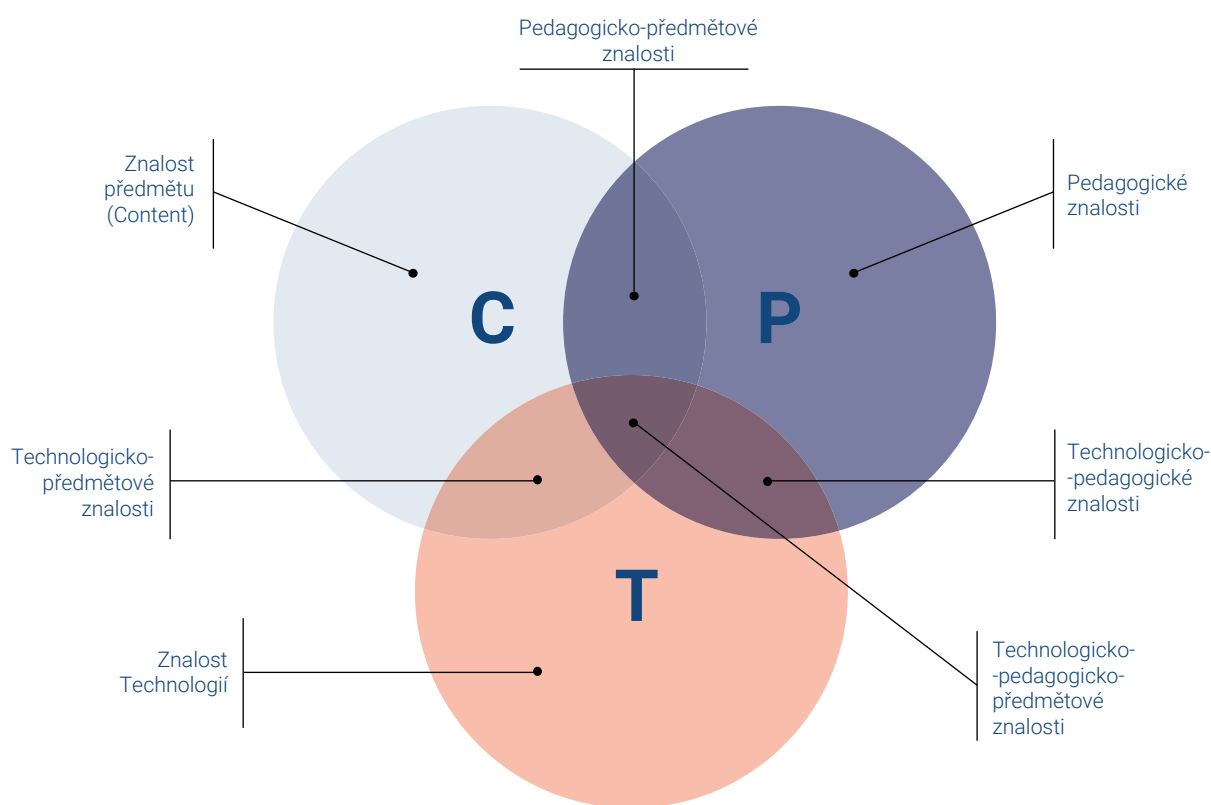 Pedagogicko-předmětové
znalosti
Znalost
předmětu
(Content)
Pedagogické
znalosti
C
P
Technologicko-
předmětové
znalosti
Technologicko-
-pedagogické
znalosti
T
Znalost
Technologií
Technologicko-
-pedagogicko-
předmětové
znalosti